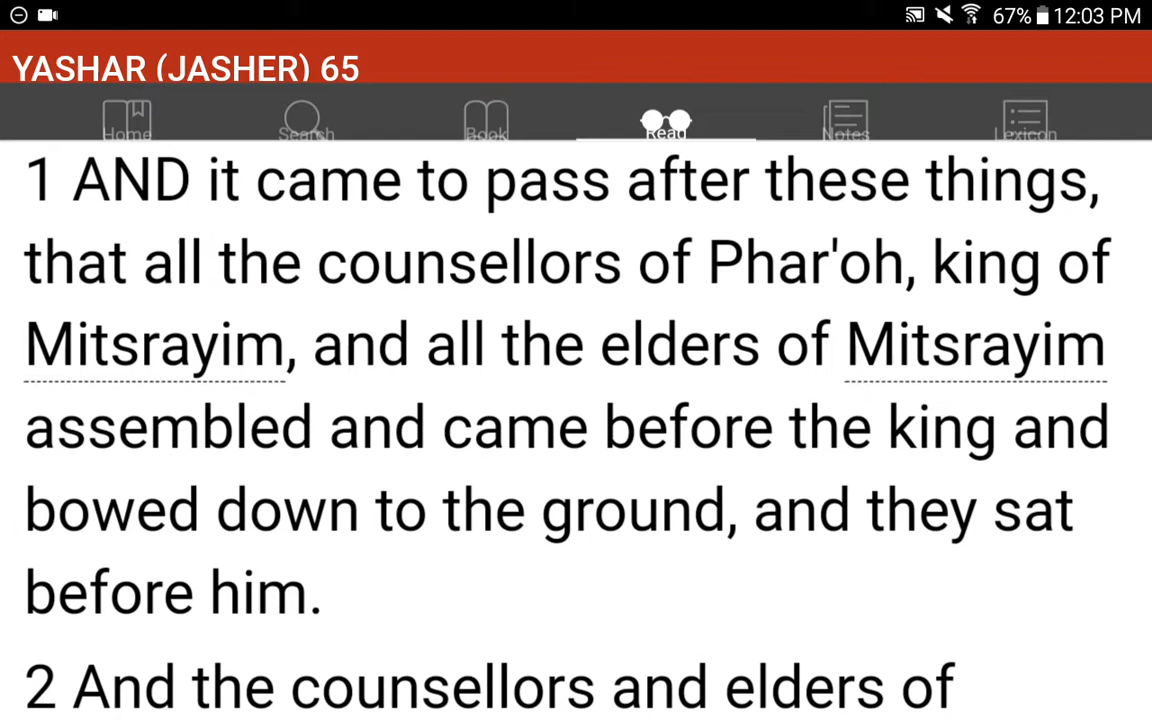 67% 12:03 PM
YASHAR (JASHER) 65
Home Search Book Read Notes Lexicon
1 AND it came to pass after these things,
that all the counsellors of Phar'oh, king of
Mitsrayim, and all the elders of Mitsrayim
assembled and came before the king and
bowed down to the ground, and they sat
before him.
2 And the counsellors and elders of